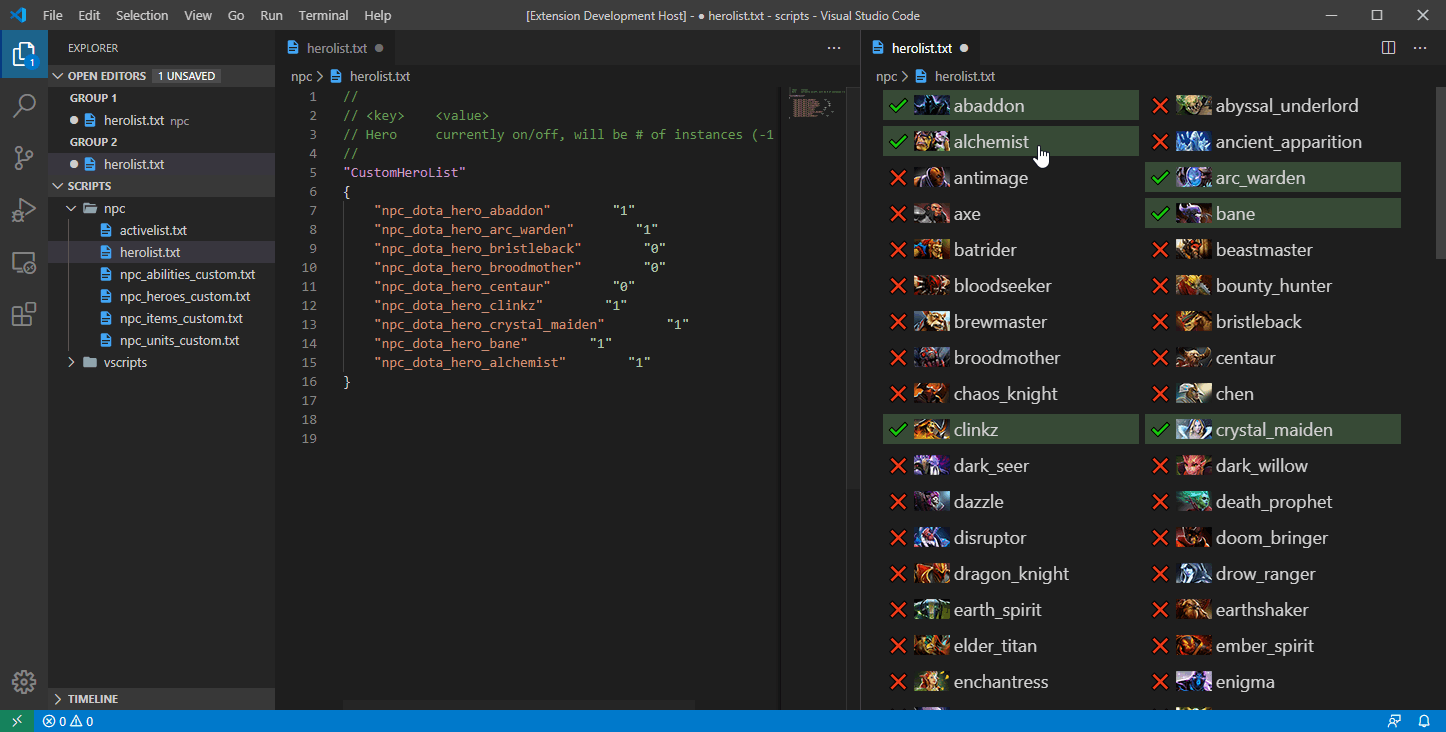 File Edit Selection View Go Run Terminal Help
[Extension Development Host] - ● herolist.txt - scripts - Visual Studio Code
EXPLORER
OPEN EDITORS 1 UNSAVED
GROUP 1
herolist.txt npc
GROUP 2
herolist.txt
SCRIPTS
npc
activelist.txt
herolist.txt
npc_abilities_custom.txt
npc_heroes_custom.txt
npc_items_custom.txt
npc_units_custom.txt
vscripts
TIMELINE
1
herolist.txt
npc > herolist.txt
1 //
2 // <key> <value>
3 // Hero currently on/off, will be # of instances (-1
4 //
5 "CustomHeroList"
6 {
7 "npc_dota_hero_abaddon" "1"
8 "npc_dota_hero_arc_warden" "1"
9 "npc_dota_hero_bristleback" "0"
10 "npc_dota_hero_broodmother" "0"
11 "npc_dota_hero_centaur" "0"
12 "npc_dota_hero_clinkz" "1"
13 "npc_dota_hero_crystal_maiden" "1"
14 "npc_dota_hero_bane" "1"
15 "npc_dota_hero_alchemist" "1"
16 }
17
18
19
herolist.txt
npc > herolist.txt
abaddon abyssal_underlord
alchemist ancient_apparition
antimage arc_warden
axe bane
batrider beastmaster
bloodseeker bounty_hunter
brewmaster bristleback
broodmother centaur
chaos_knight chen
clinkz crystal_maiden
dark_seer dark_willow
dazzle death_prophet
disruptor doom_bringer
dragon_knight drow_ranger
earth_spirit earthshaker
elder_titan ember_spirit
enchantress enigma
0 0